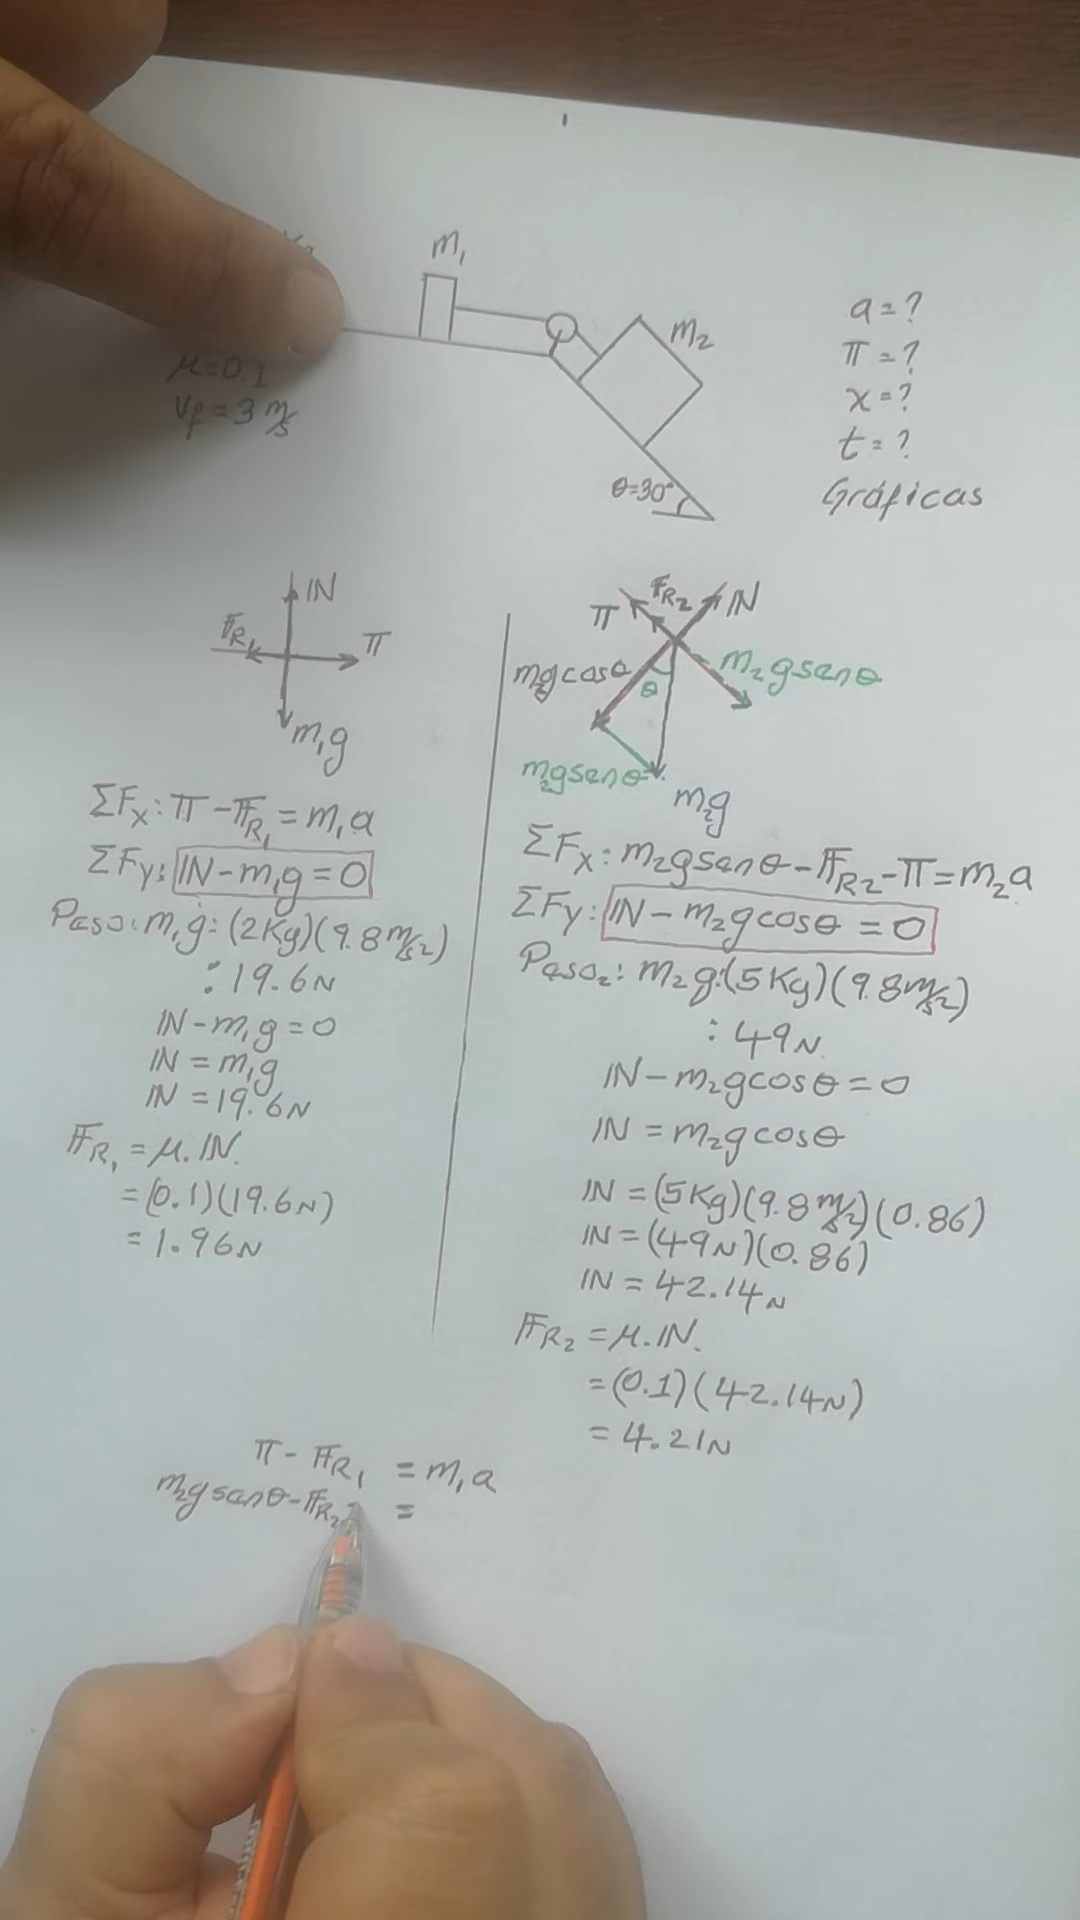 m₁
m₂
μ=0.1
Vf = 3 m/s
θ=30°
a = ?
π = ?
x = ?
t = ?
Gráficas
IN
FR₁
π
m₁g
ΣFx: π - FR₁ = m₁a
ΣFy: IN - m₁g = 0
Peso₁: m₁g: (2Kg)(9.8 m/s²)
: 19.6N
IN - m₁g = 0
IN = m₁g
IN = 19.6N
FR₁ = μ.IN.
= (0.1)(19.6N)
= 1.96N
π
FR₂
IN
m₂gcosθ
θ
m₂gsenθ
m₂gsenθ
m₂g
ΣFx: m₂gsenθ - FR₂ - π = m₂a
ΣFy: IN - m₂gcosθ = 0
Peso₂: m₂g: (5Kg)(9.8 m/s²)
: 49N
IN - m₂gcosθ = 0
IN = m₂gcosθ
IN = (5Kg)(9.8 m/s²)(0.86)
IN = (49N)(0.86)
IN = 42.14N
FR₂ = μ.IN.
= (0.1)(42.14N)
= 4.21N
π - FR₁ = m₁a
m₂gsenθ - FR₂ - =